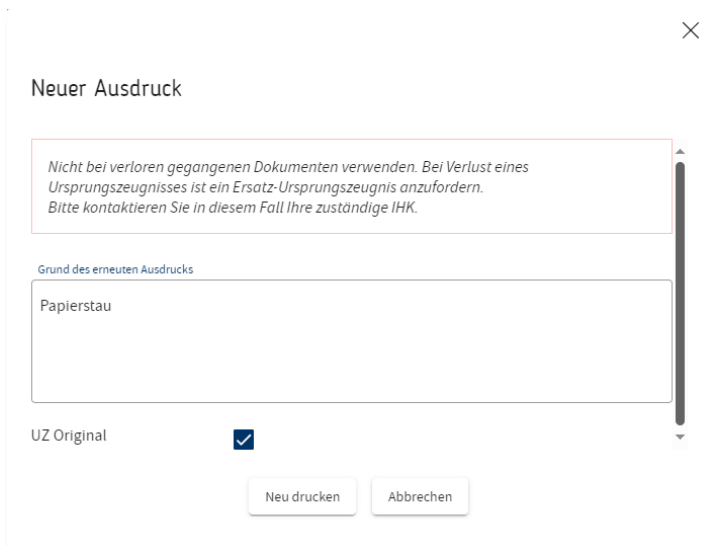 Neuer Ausdruck
Nicht bei verloren gegangenen Dokumenten verwenden. Bei Verlust eines
Ursprungszeugnisses ist ein Ersatz-Ursprungszeugnis anzufordern.
Bitte kontaktieren Sie in diesem Fall Ihre zuständige IHK.
Grund des erneuten Ausdrucks
Papierstau
UZ Original
Neu drucken Abbrechen